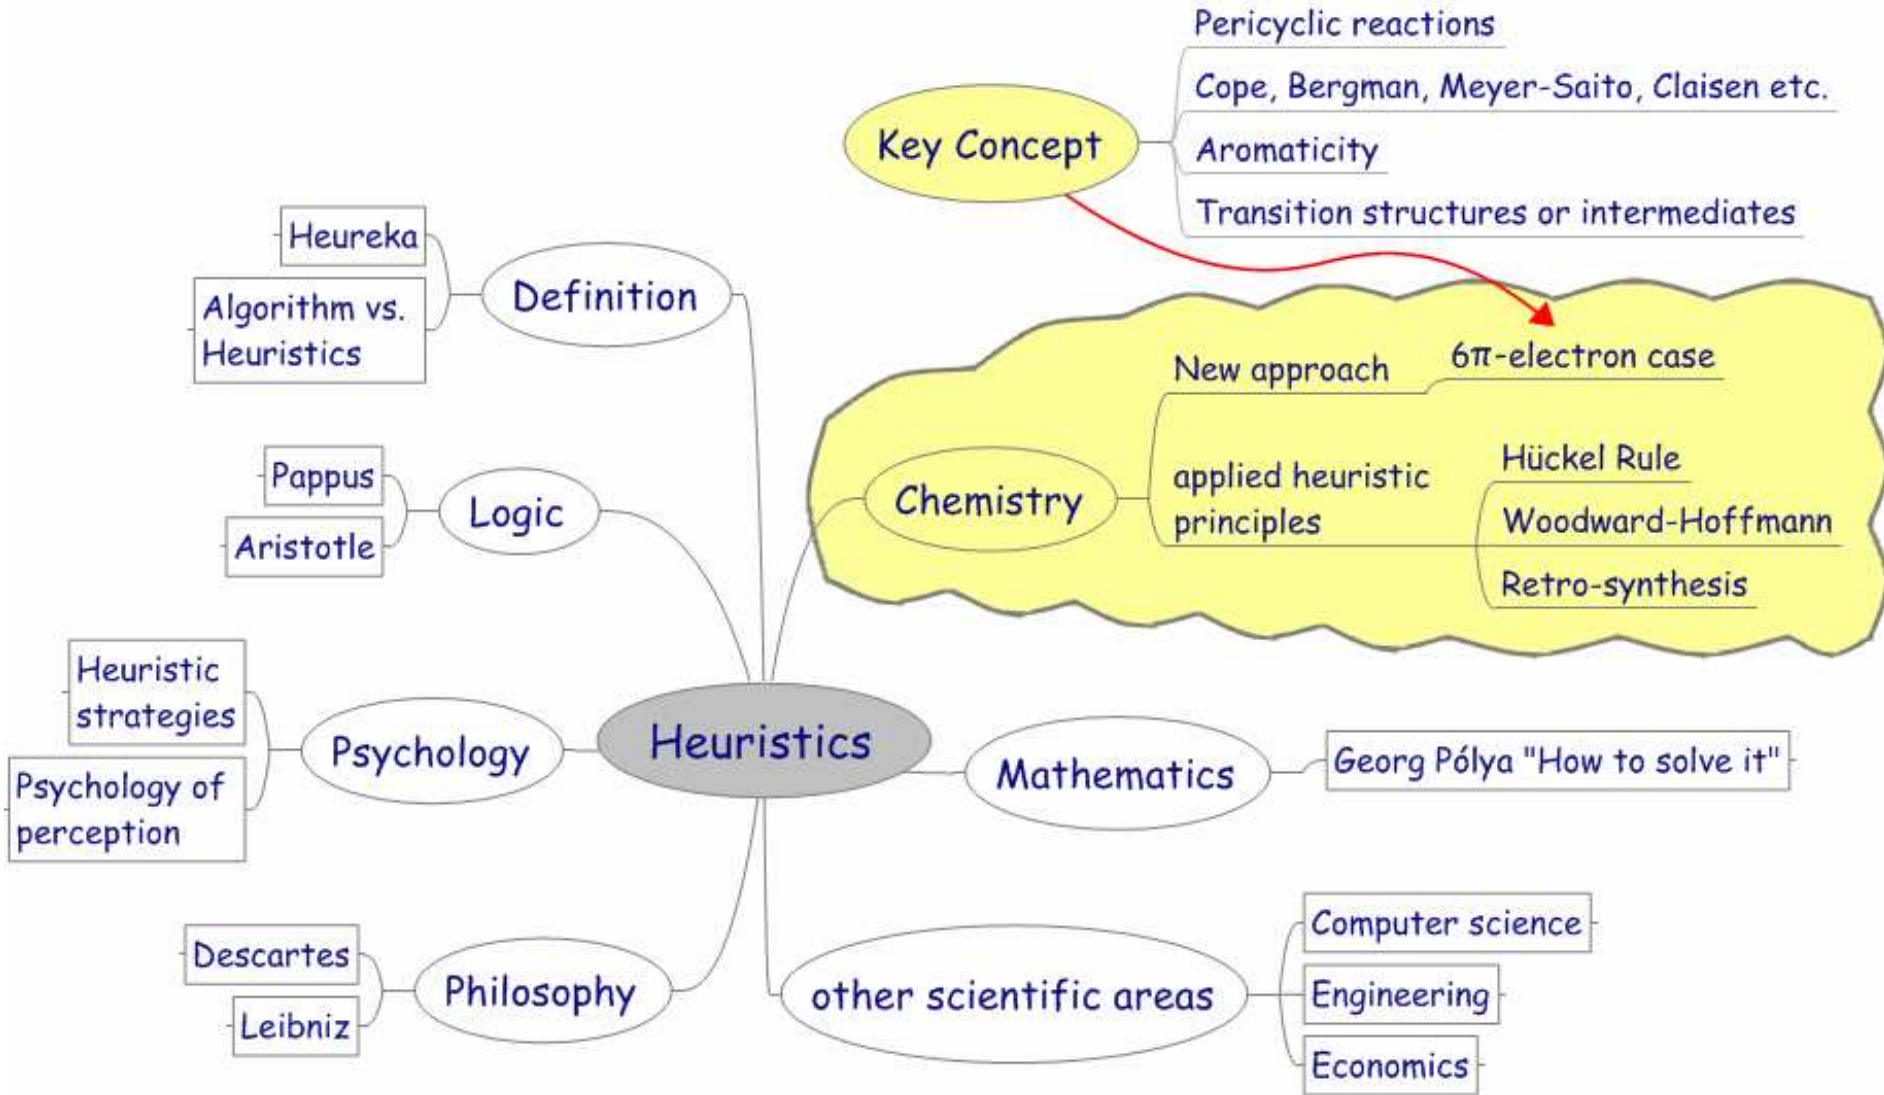 Pericyclic reactions
Cope, Bergman, Meyer-Saito, Claisen etc.
Key Concept
Aromaticity
Transition structures or intermediates
Heureka
Definition
Algorithm vs.
Heuristics
New approach
6π-electron case
Pappus
Logic
Aristotle
Chemistry
applied heuristic
principles
Hückel Rule
Woodward-Hoffmann
Retro-synthesis
Heuristic
strategies
Psychology
Psychology of
perception
Heuristics
Mathematics
Georg Pólya "How to solve it"
Descartes
Philosophy
Leibniz
other scientific areas
Computer science
Engineering
Economics